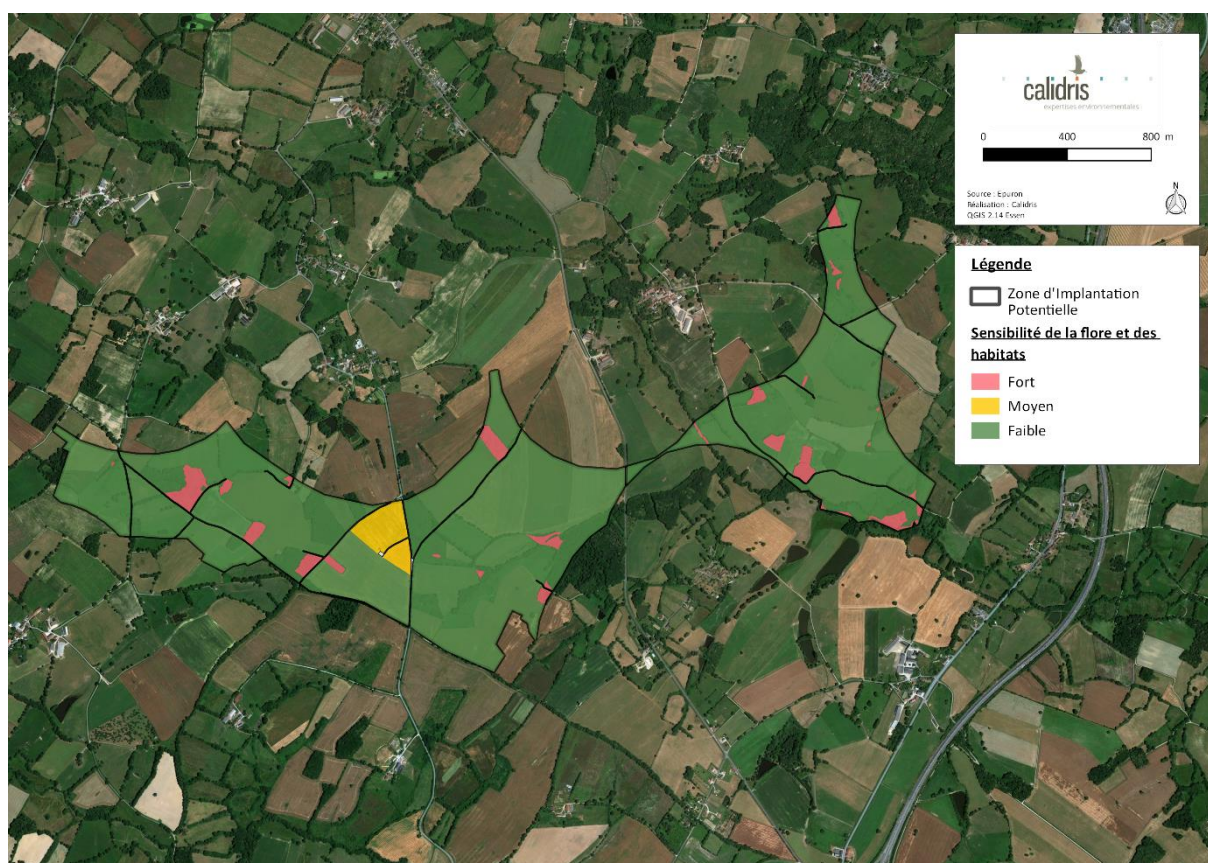 calidris
expertises environnementales
0 400 800 m
Source : Epuron
Réalisation : Calidris
QGIS 2.14 Essen
N
Légende
Zone d'Implantation
Potentielle
Sensibilité de la flore et des
habitats
Fort
Moyen
Faible